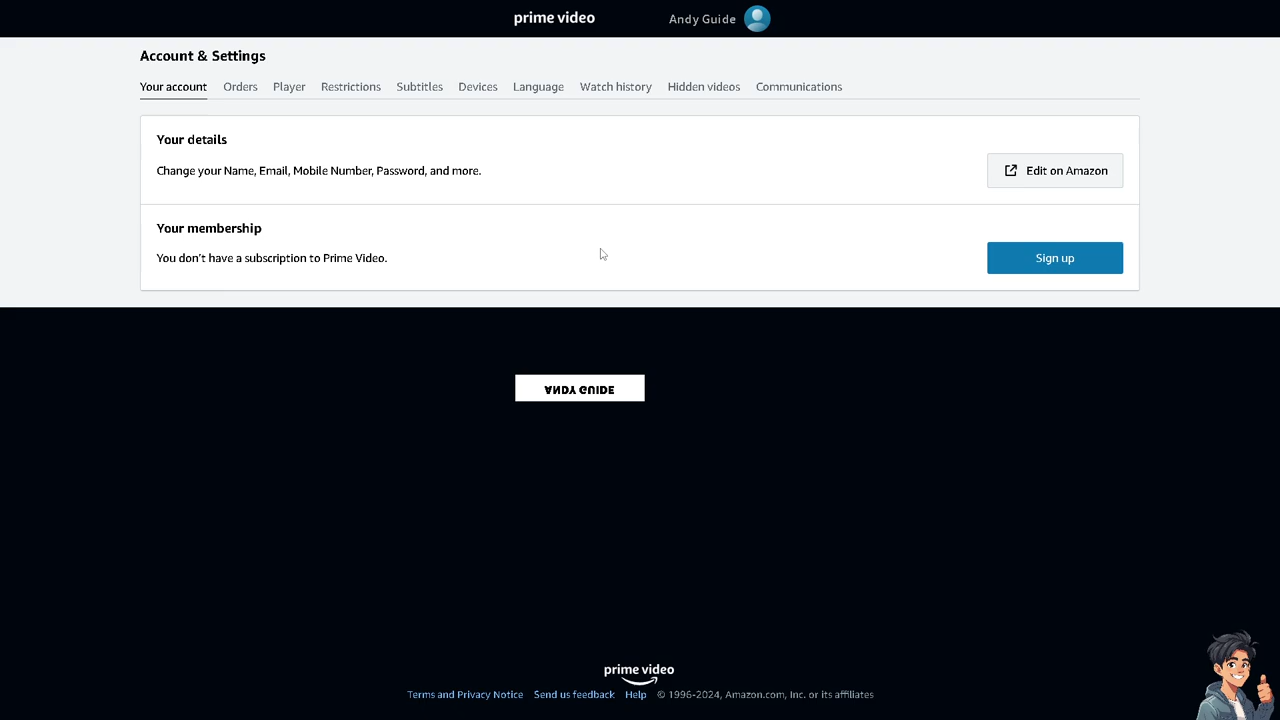 prime video
Andy Guide
Account & Settings
Your account Orders Player Restrictions Subtitles Devices Language Watch history Hidden videos Communications
Your details
Change your Name, Email, Mobile Number, Password, and more.
Edit on Amazon
Your membership
You don't have a subscription to Prime Video.
Sign up
ANDY GUIDE
prime video
Terms and Privacy Notice Send us feedback Help © 1996-2024, Amazon.com, Inc. or its affiliates